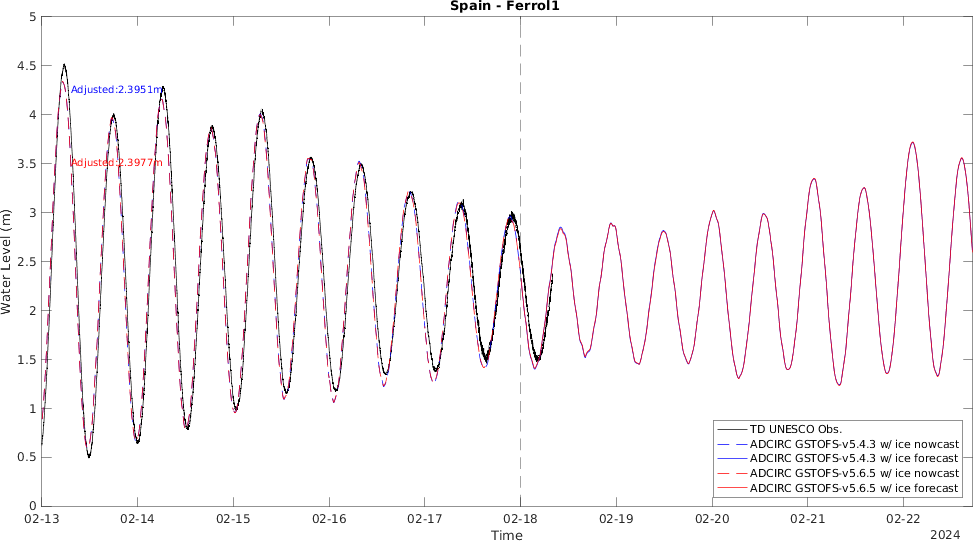 Spain - Ferrol1
5
4.5
4
3.5
3
2.5
2
1.5
1
0.5
0
Water Level (m)
Adjusted:2.3951m
Adjusted:2.3977m
TD UNESCO Obs.
ADCIRC GSTOFS-v5.4.3 w/ ice nowcast
ADCIRC GSTOFS-v5.4.3 w/ ice forecast
ADCIRC GSTOFS-v5.6.5 w/ ice nowcast
ADCIRC GSTOFS-v5.6.5 w/ ice forecast
02-13 02-14 02-15 02-16 02-17 02-18 02-19 02-20 02-21 02-22
Time
2024